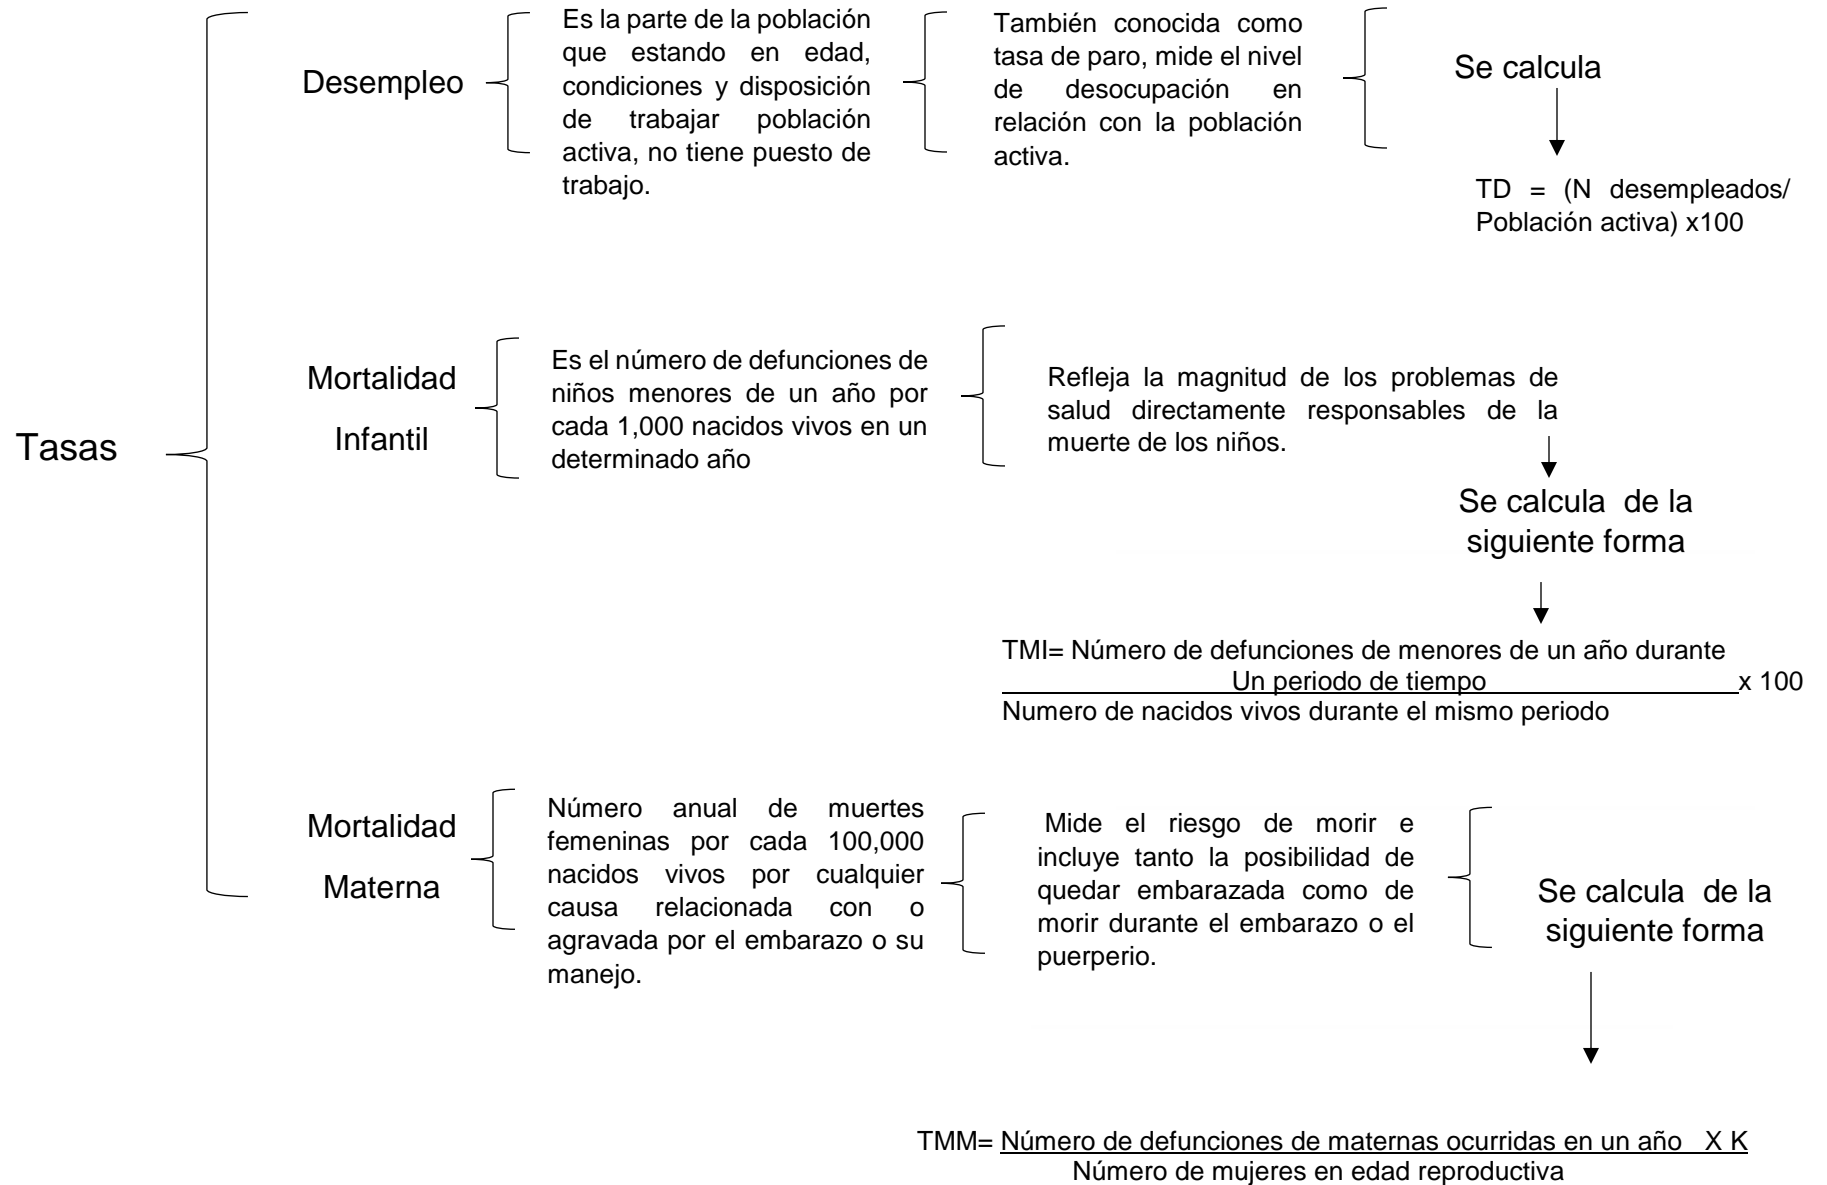 Tasas
Desempleo
Es la parte de la población
que estando en edad,
condiciones y disposición
de trabajar población
activa, no tiene puesto de
trabajo.
También conocida como
tasa de paro, mide el nivel
de desocupación en
relación con la población
activa.
Se calcula
TD = (N desempleados/
Población activa) x100
Mortalidad
Infantil
Es el número de defunciones de
niños menores de un año por
cada 1,000 nacidos vivos en un
determinado año
Refleja la magnitud de los problemas de
salud directamente responsables de la
muerte de los niños.
Se calcula de la
siguiente forma
TMI= Número de defunciones de menores de un año durante
Un periodo de tiempo x 100
Numero de nacidos vivos durante el mismo periodo
Mortalidad
Materna
Número anual de muertes
femeninas por cada 100,000
nacidos vivos por cualquier
causa relacionada con o
agravada por el embarazo o su
manejo.
Mide el riesgo de morir e
incluye tanto la posibilidad de
quedar embarazada como de
morir durante el embarazo o el
puerperio.
Se calcula de la
siguiente forma
TMM= Número de defunciones de maternas ocurridas en un año X K
Número de mujeres en edad reproductiva